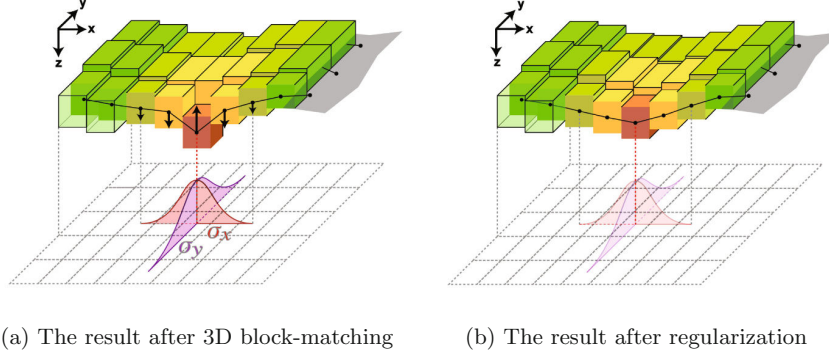 y
x
z
y
x
z
σx
σy
(a) The result after 3D block-matching
(b) The result after regularization